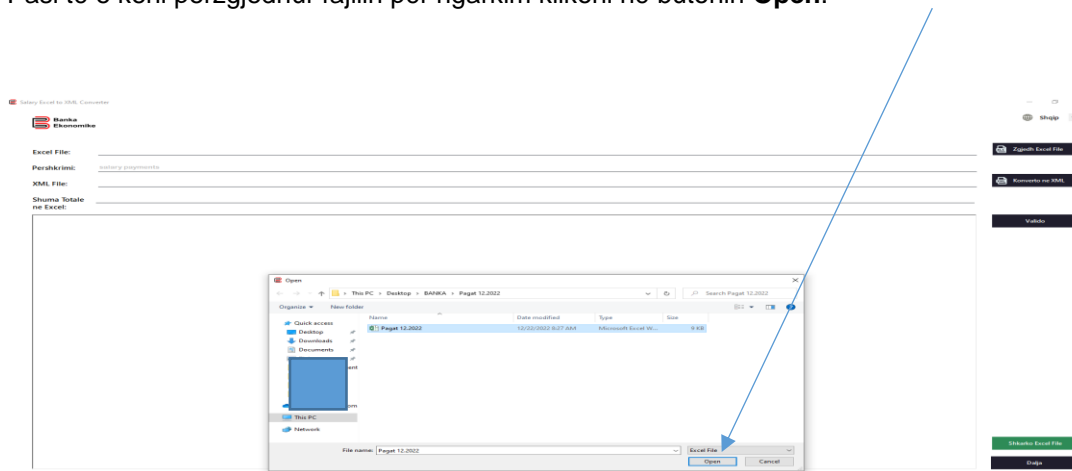 Pasi të e keni përzgjedhur fajllin për ngarkim klikoni në butonin Open.
Salary Excel to XML Converter
Banka
Ekonomike
Shqip
Excel File:
Zgjedh Excel File
Pershkrimi: salary payments
XML File:
Konverto ne XML
Shuma Totale
ne Excel:
Valido
Open
This PC > Desktop > BANKA > Pagat 12.2022
Search Pagat 12.2022
Organize
New folder
Name Date modified Type Size
Quick access
Pagat 12.2022 12/23/2022 8:27 AM Microsoft Excel W... 9 KB
Desktop
Downloads
Documents
ent
om
This PC
Network
File name: Pagat 12.2022
Excel File
Open Cancel
Shkarko Excel File
Dalja